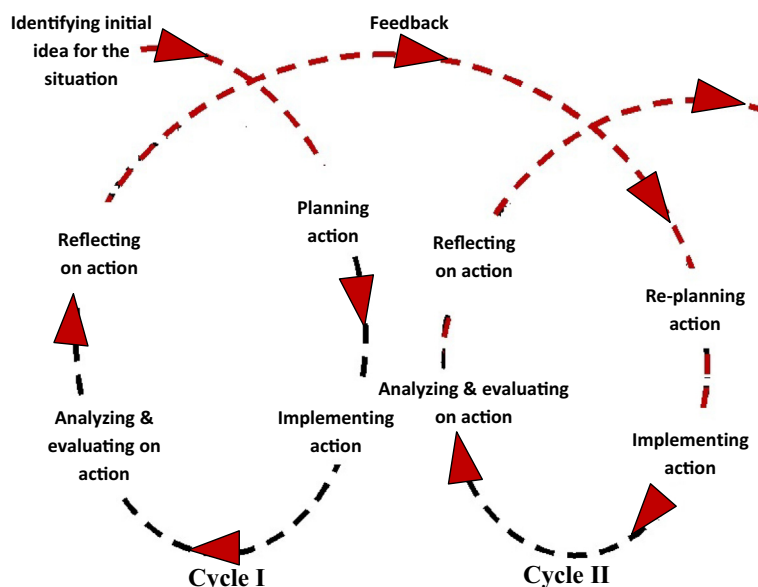 Identifying initial
idea for the
situation
Feedback
Planning
action
Reflecting
on action
Implementing
action
Analyzing &
evaluating on
action
Cycle I
Reflecting
on action
Re-planning
action
Analyzing & evaluating
on action
Implementing
action
Cycle II